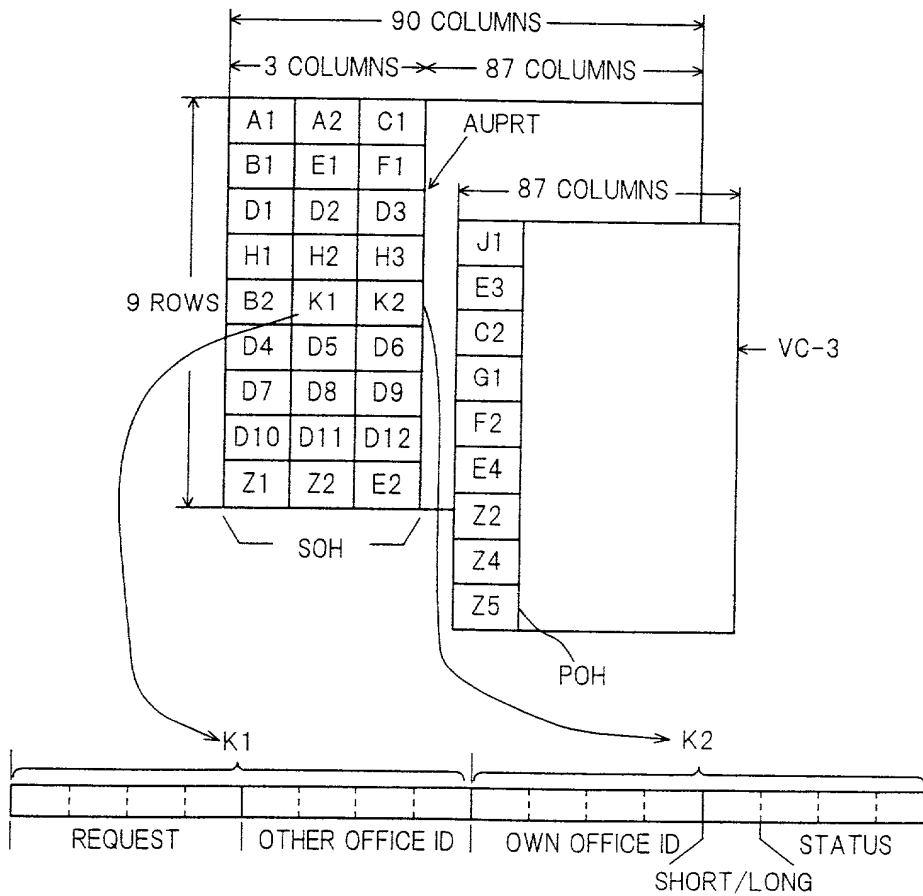 90 COLUMNS
3 COLUMNS 87 COLUMNS
A1 A2 C1
AUPRT
B1 E1 F1
87 COLUMNS
D1 D2 D3
J1
H1 H2 H3
E3
9 ROWS
B2 K1 K2
C2
VC-3
D4 D5 D6
G1
D7 D8 D9
F2
D10 D11 D12
E4
Z1 Z2 E2
Z2
SOH
Z4
Z5
POH
K1 K2
REQUEST OTHER OFFICE ID OWN OFFICE ID STATUS
SHORT/LONG